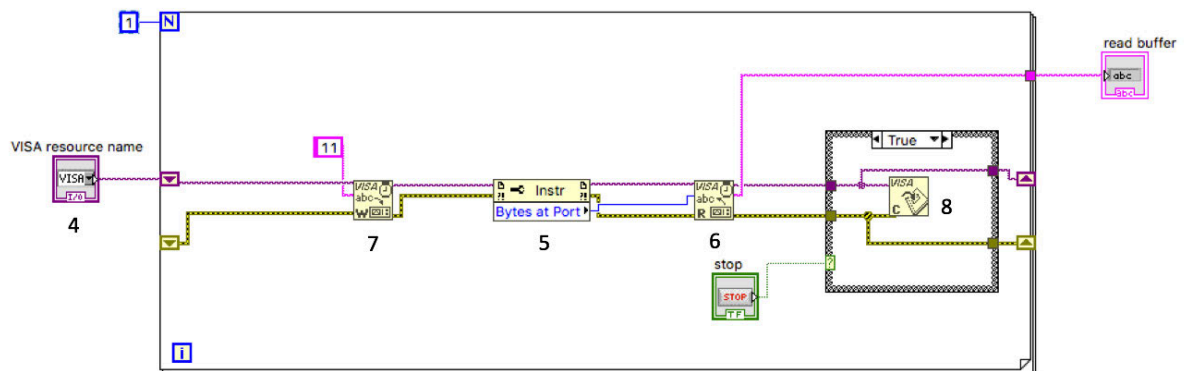 1
N
read buffer
abc
abc
True
11
VISA resource name
VISA
I/O
4
VISA
abc
W
7
Instr
Bytes at Port
5
VISA
abc
R
6
VISA
C
8
?
stop
STOP
TF
i